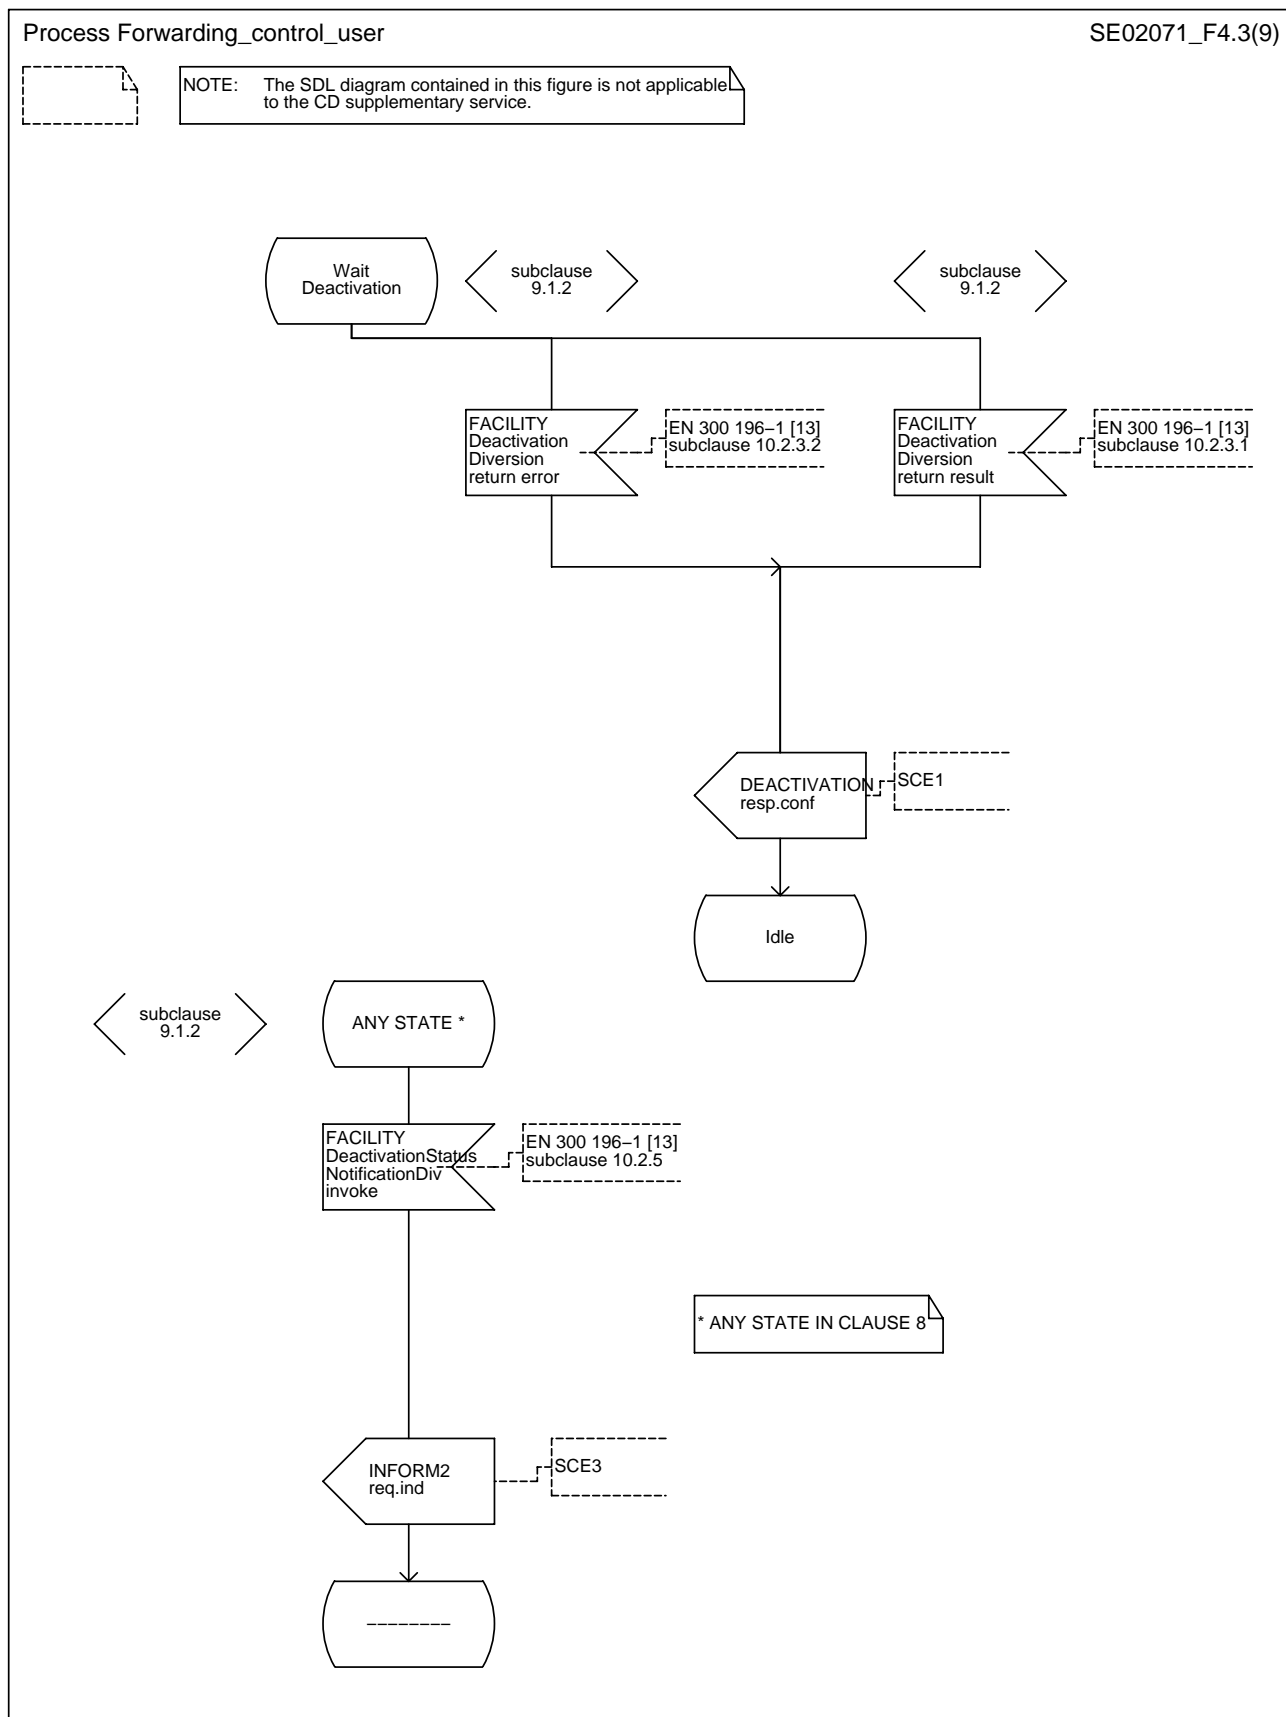 Process Forwarding_control_user
SE02071_F4.3(9)
NOTE: The SDL diagram contained in this figure is not applicable
to the CD supplementary service.
Wait
Deactivation
subclause
9.1.2
subclause
9.1.2
FACILITY
Deactivation
Diversion
return error
EN 300 196–1 [13]
subclause 10.2.3.2
FACILITY
Deactivation
Diversion
return result
EN 300 196–1 [13]
subclause 10.2.3.1
DEACTIVATION
resp.conf
SCE1
Idle
subclause
9.1.2
ANY STATE *
FACILITY
DeactivationStatus
NotificationDiv
invoke
EN 300 196–1 [13]
subclause 10.2.5
* ANY STATE IN CLAUSE 8
INFORM2
req.ind
SCE3
––––––––